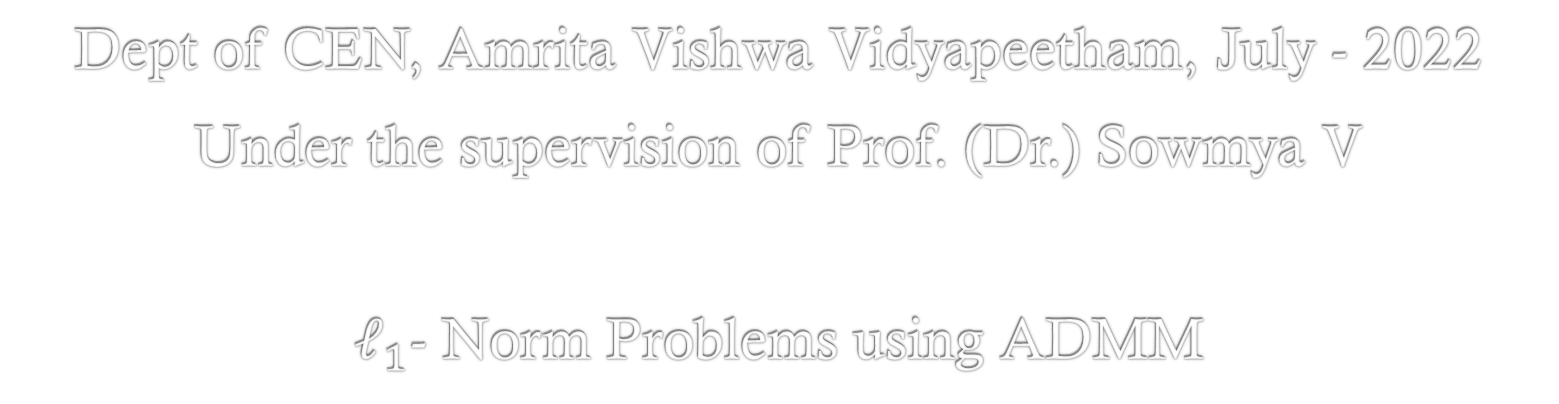 Dept of CEN, Amrita Vishwa Vidyapeetham, July - 2022
Under the supervision of Prof. (Dr.) Sowmya V
ℓ₁- Norm Problems using ADMM